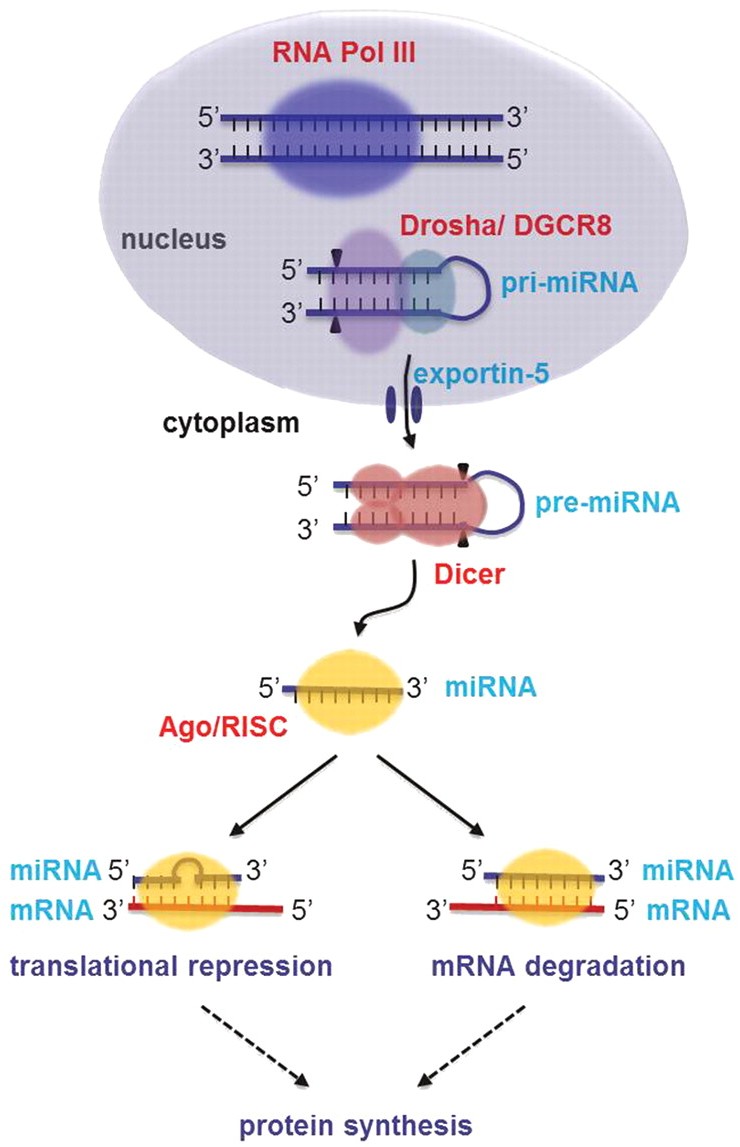 RNA Pol III
5’ 3’
3’ 5’
nucleus
Drosha/ DGCR8
5’
pri-miRNA
3’
exportin-5
cytoplasm
5’
pre-miRNA
3’
Dicer
5’ 3’ miRNA
Ago/RISC
miRNA 5’ 3’
mRNA 3’ 5’
5’ 3’ miRNA
3’ 5’ mRNA
translational repression
mRNA degradation
protein synthesis